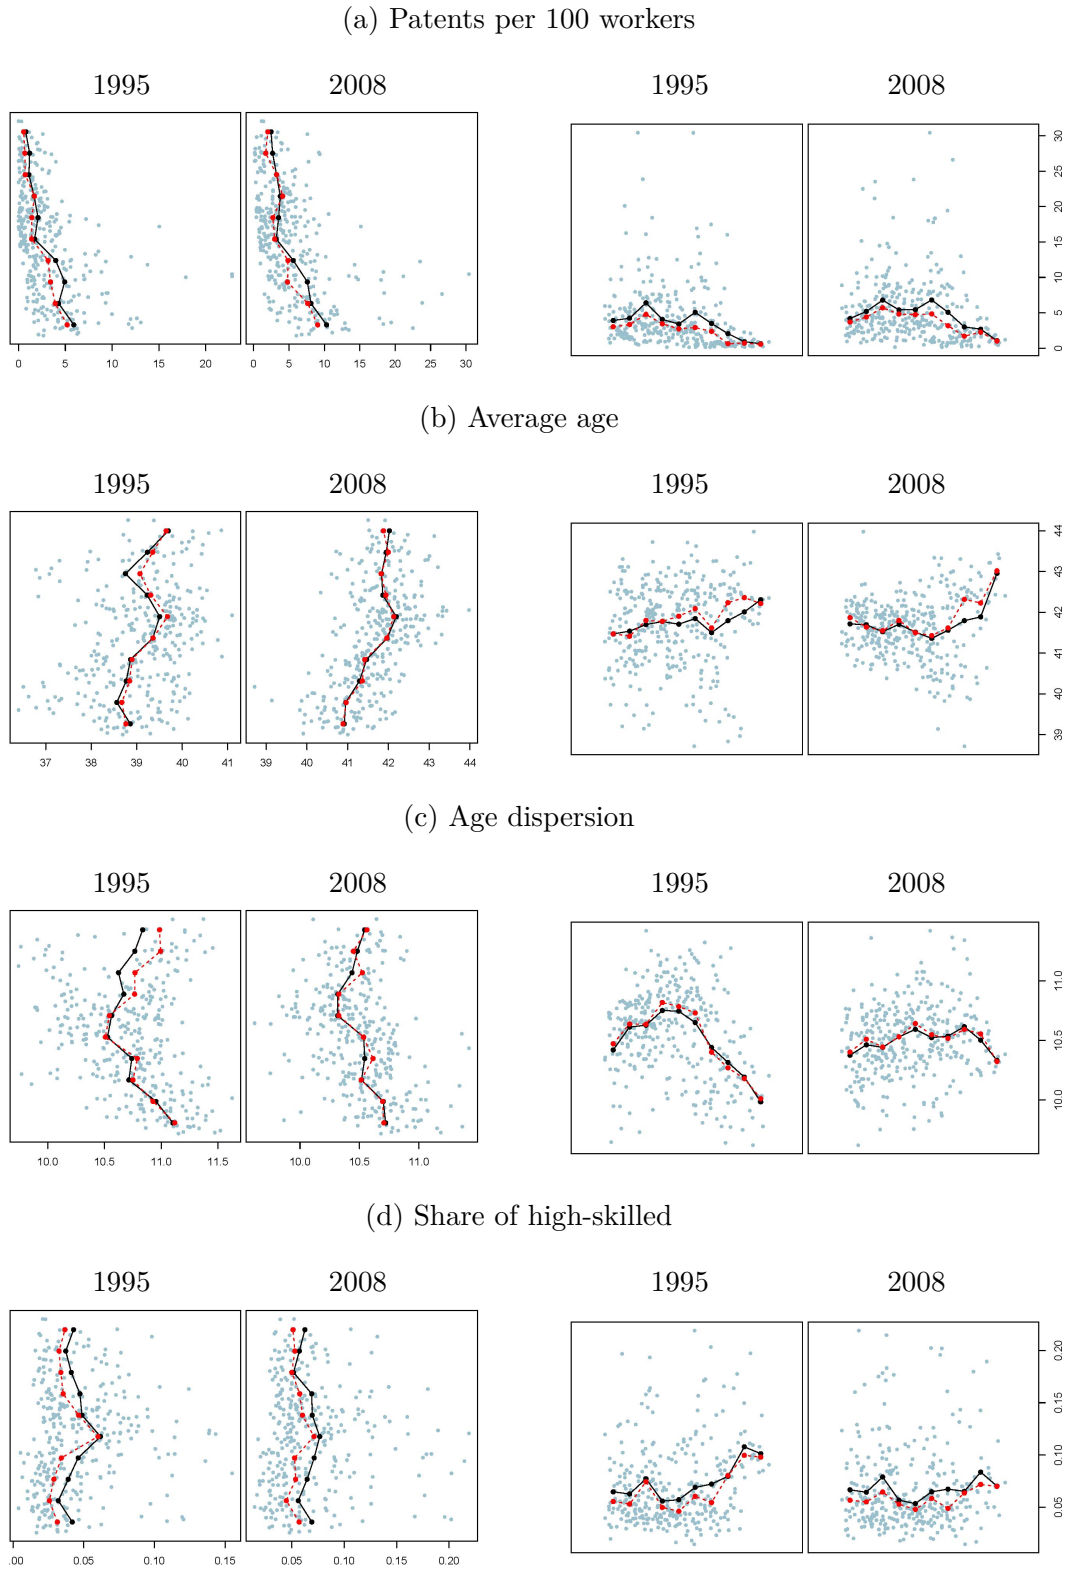 (a) Patents per 100 workers
1995 2008 1995 2008
30
25
20
15
10
5
0
0 5 10 15 20 0 5 10 15 20 25 30
(b) Average age
1995 2008 1995 2008
44
43
42
41
40
39
37 38 39 40 41 39 40 41 42 43 44
(c) Age dispersion
1995 2008 1995 2008
11.0
10.5
10.0
10.0 10.5 11.0 11.5 10.0 10.5 11.0
(d) Share of high-skilled
1995 2008 1995 2008
0.20
0.15
0.10
0.05
.00 0.05 0.10 0.15 0.05 0.10 0.15 0.20